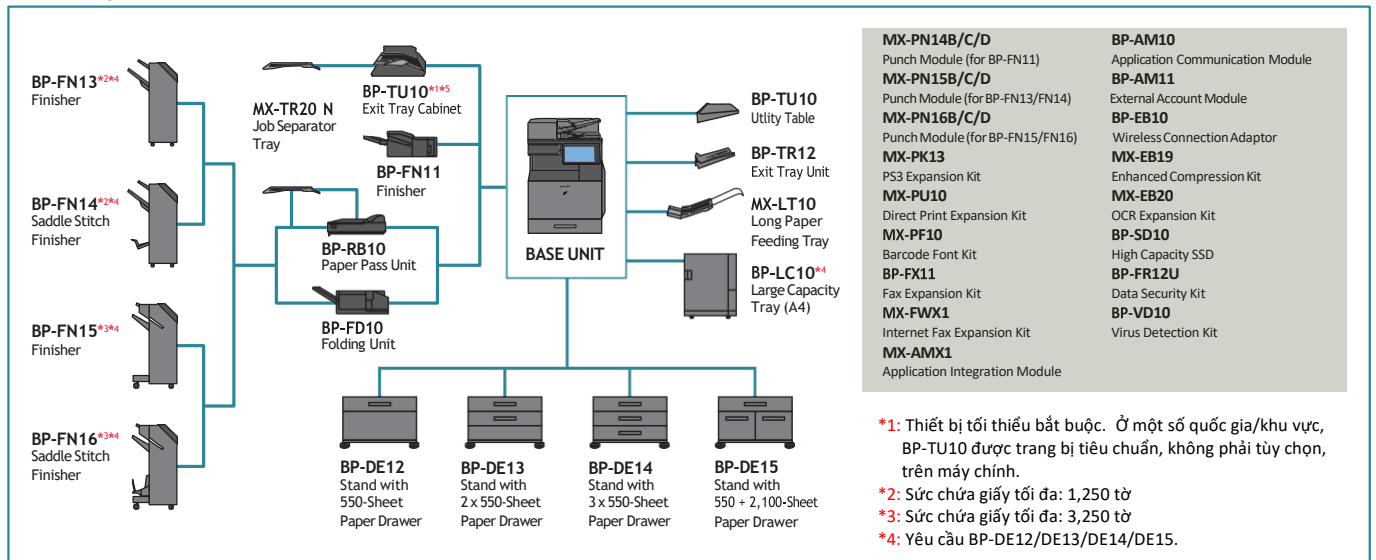 BP-FN13*2*4
Finisher
BP-FN14*2*4
Saddle Stitch
Finisher
BP-FN15*3*4
Finisher
BP-FN16*3*4
Saddle Stitch
Finisher
MX-TR20 N
Job Separator
Tray
BP-TU10*1*5
Exit Tray Cabinet
BP-FN11
Finisher
BP-RB10
Paper Pass Unit
BP-FD10
Folding Unit
BASE UNIT
BP-TU10
Utlity Table
BP-TR12
Exit Tray Unit
MX-LT10
Long Paper
Feeding Tray
BP-LC10*4
Large Capacity
Tray (A4)
BP-DE12
Stand with
550-Sheet
Paper Drawer
BP-DE13
Stand with
2 x 550-Sheet
Paper Drawer
BP-DE14
Stand with
3 x 550-Sheet
Paper Drawer
BP-DE15
Stand with
550 + 2,100-Sheet
Paper Drawer
MX-PN14B/C/D
Punch Module (for BP-FN11)
MX-PN15B/C/D
Punch Module (for BP-FN13/FN14)
MX-PN16B/C/D
Punch Module (for BP-FN15/FN16)
MX-PK13
PS3 Expansion Kit
MX-PU10
Direct Print Expansion Kit
MX-PF10
Barcode Font Kit
BP-FX11
Fax Expansion Kit
MX-FWX1
Internet Fax Expansion Kit
MX-AMX1
Application Integration Module
BP-AM10
Application Communication Module
BP-AM11
External Account Module
BP-EB10
Wireless Connection Adaptor
MX-EB19
Enhanced Compression Kit
MX-EB20
OCR Expansion Kit
BP-SD10
High Capacity SSD
BP-FR12U
Data Security Kit
BP-VD10
Virus Detection Kit
*1: Thiết bị tối thiểu bắt buộc. Ở một số quốc gia/khu vực,
BP-TU10 được trang bị tiêu chuẩn, không phải tùy chọn,
trên máy chính.
*2: Sức chứa giấy tối đa: 1,250 tờ
*3: Sức chứa giấy tối đa: 3,250 tờ
*4: Yêu cầu BP-DE12/DE13/DE14/DE15.